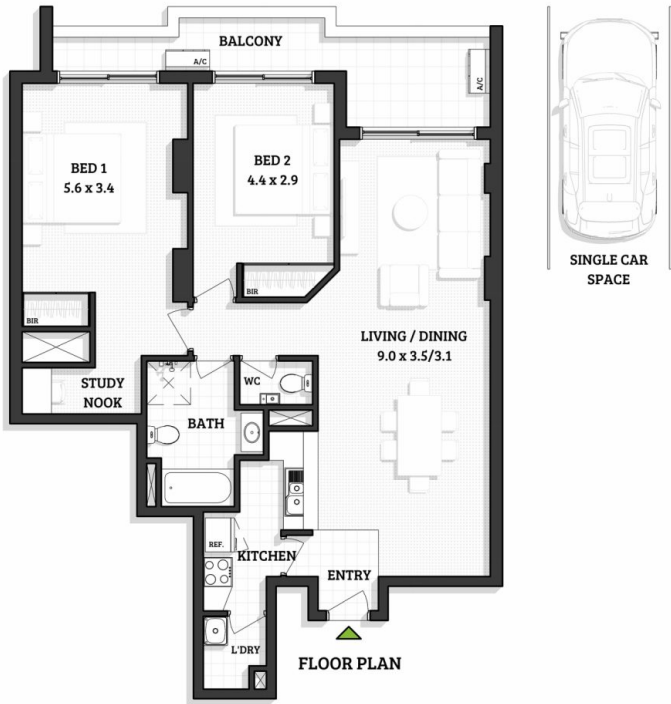 BALCONY
A/C
A/C
BED 1
5.6 x 3.4
BED 2
4.4 x 2.9
SINGLE CAR
SPACE
BIR
BIR
LIVING / DINING
9.0 x 3.5/3.1
STUDY
NOOK
WC
BATH
REF.
KITCHEN
ENTRY
L'DRY
FLOOR PLAN